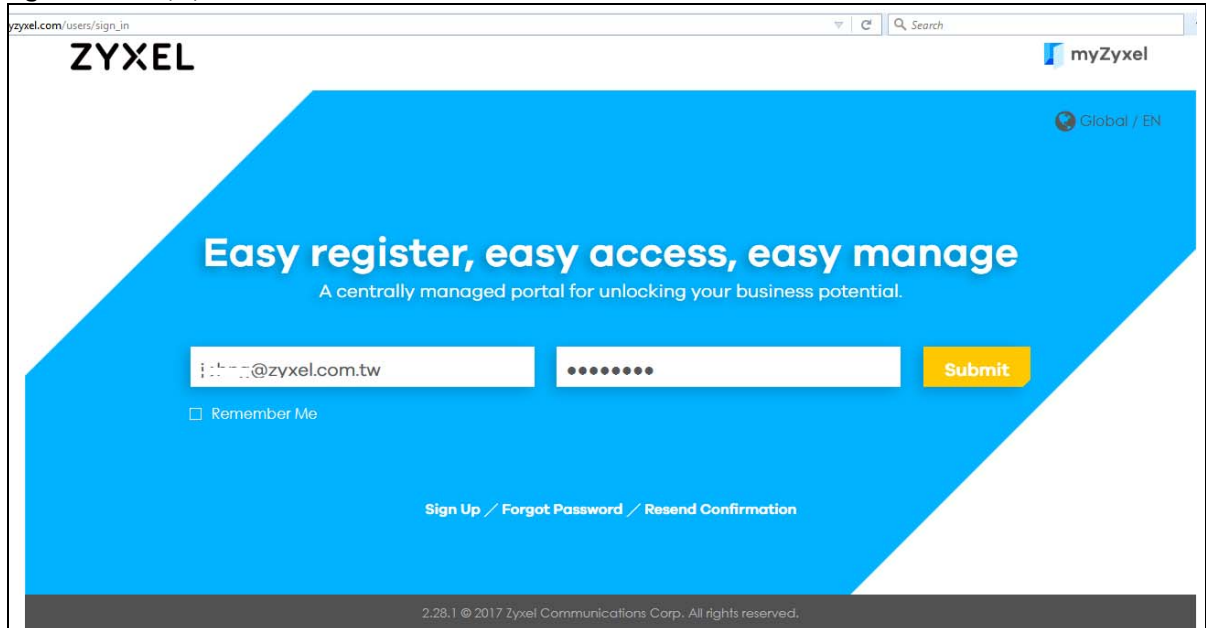 yzyxel.com/users/sign_in
Search
ZYXEL
myZyxel
Global / EN
Easy register, easy access, easy manage
A centrally managed portal for unlocking your business potential.
@zyxel.com.tw
●●●●●●●●
Submit
Remember Me
Sign Up / Forgot Password / Resend Confirmation
2.28.1 © 2017 Zyxel Communications Corp. All rights reserved.